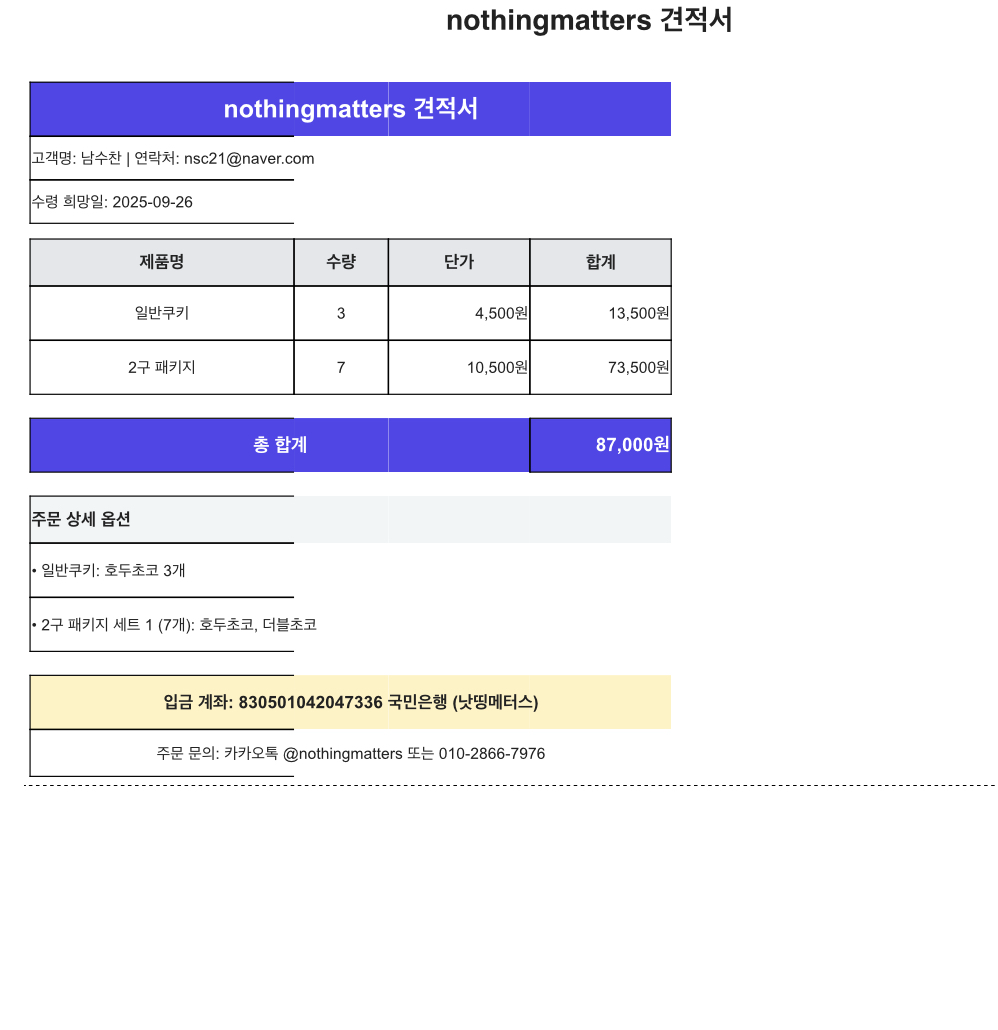 nothingmatters 견적서
nothingmatters 견적서
고객명: 남수찬 | 연락처: nsc21@naver.com
수령 희망일: 2025-09-26
제품명 수량 단가 합계
일반쿠키 3 4,500원 13,500원
2구 패키지 7 10,500원 73,500원
총 합계 87,000원
주문 상세 옵션
• 일반쿠키: 호두초코 3개
• 2구 패키지 세트 1 (7개): 호두초코, 더블초코
입금 계좌: 830501042047336 국민은행 (낫띵메터스)
주문 문의: 카카오톡 @nothingmatters 또는 010-2866-7976